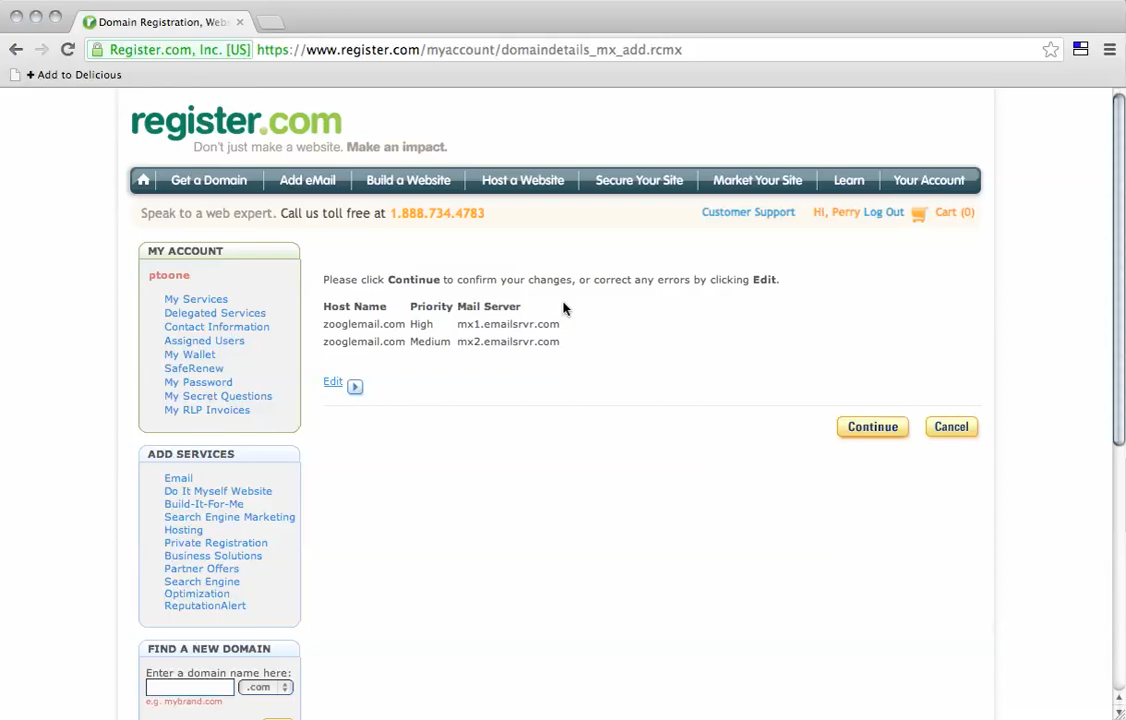 Domain Registration, Webs
Register.com, Inc. [US] https://www.register.com/myaccount/domaindetails_mx_add.rcmx
+ Add to Delicious
register.com
Don't just make a website. Make an impact.
Get a Domain Add eMail Build a Website Host a Website Secure Your Site Market Your Site Learn Your Account
Speak to a web expert. Call us toll free at 1.888.734.4783 Customer Support Hi, Perry Log Out Cart (0)
MY ACCOUNT
ptoone
My Services
Delegated Services
Contact Information
Assigned Users
My Wallet
SafeRenew
My Password
My Secret Questions
My RLP Invoices
Please click Continue to confirm your changes, or correct any errors by clicking Edit.
Host Name Priority Mail Server
zooglemail.com High mx1.emailsrvr.com
zooglemail.com Medium mx2.emailsrvr.com
Edit
Continue Cancel
ADD SERVICES
Email
Do It Myself Website
Build-It-For-Me
Search Engine Marketing
Hosting
Private Registration
Business Solutions
Partner Offers
Search Engine
Optimization
ReputationAlert
FIND A NEW DOMAIN
Enter a domain name here:
.com
e.g. mybrand.com